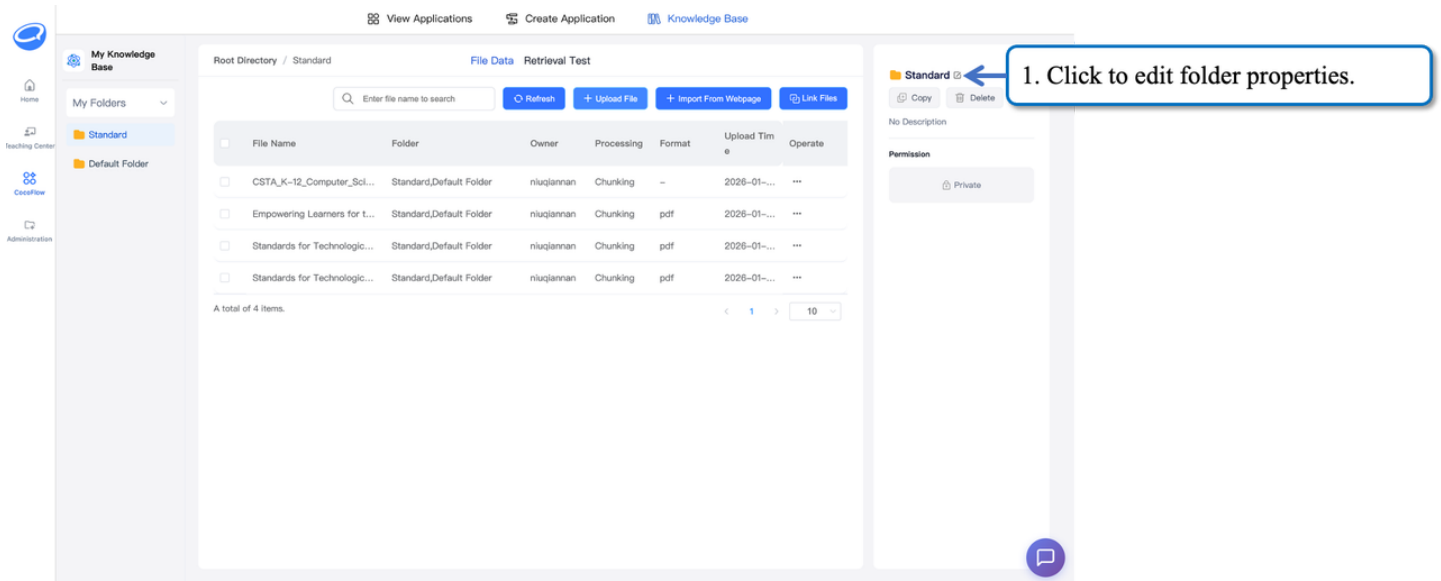 View Applications
Create Application
Knowledge Base
Home
Teaching Center
CocoFlow
Administration
My Knowledge
Base
My Folders
Standard
Default Folder
Root Directory / Standard
File Data
Retrieval Test
Enter file name to search
Refresh
+ Upload File
+ Import From Webpage
Link Files
File Name Folder Owner Processing Format Upload Tim
e Operate
CSTA_K-12_Computer_Sci... Standard,Default Folder niuqiannan Chunking – 2026-01-... ···
Empowering Learners for t... Standard,Default Folder niuqiannan Chunking pdf 2026-01-... ···
Standards for Technologic... Standard,Default Folder niuqiannan Chunking pdf 2026-01-... ···
Standards for Technologic... Standard,Default Folder niuqiannan Chunking pdf 2026-01-... ···
A total of 4 items.
< 1 > 10
Standard
Copy
Delete
No Description
Permission
Private
1. Click to edit folder properties.